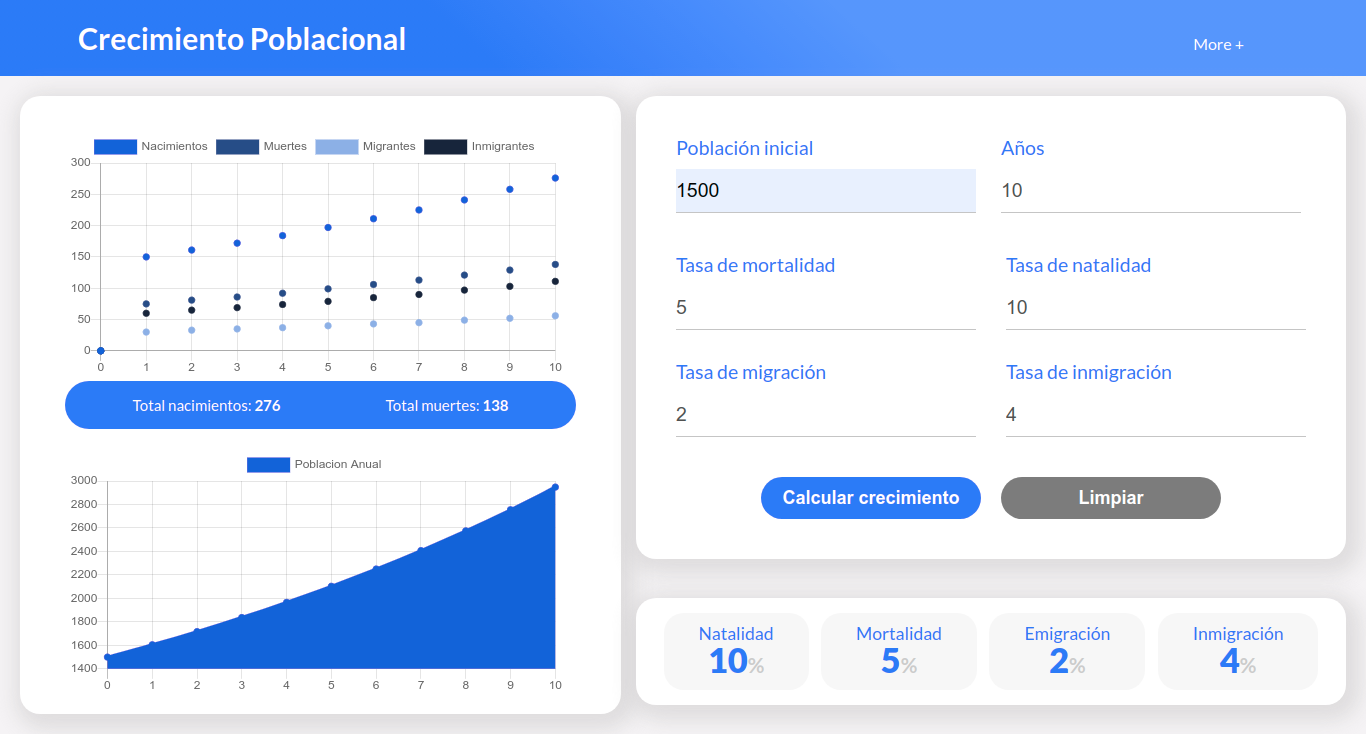 Crecimiento Poblacional
More +
Nacimientos Muertes Migrantes Inmigrantes
300
250
200
150
100
50
0
0 1 2 3 4 5 6 7 8 9 10
Total nacimientos: 276 Total muertes: 138
Poblacion Anual
3000
2800
2600
2400
2200
2000
1800
1600
1400
0 1 2 3 4 5 6 7 8 9 10
Población inicial Años
1500 10
Tasa de mortalidad Tasa de natalidad
5 10
Tasa de migración Tasa de inmigración
2 4
Calcular crecimiento Limpiar
Natalidad Mortalidad Emigración Inmigración
10% 5% 2% 4%